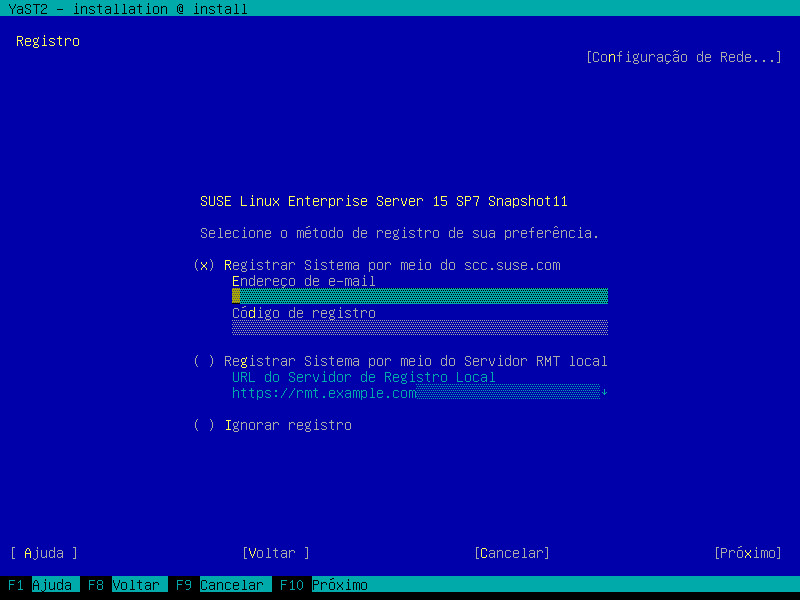 YaST2 - installation @ install
Registro
[Configuração de Rede...]
SUSE Linux Enterprise Server 15 SP7 Snapshot11
Selecione o método de registro de sua preferência.
(x) Registrar Sistema por meio do scc.suse.com
Endereço de e-mail
Código de registro
( ) Registrar Sistema por meio do Servidor RMT local
URL do Servidor de Registro Local
https://rmt.example.com
( ) Ignorar registro
[ Ajuda ] [Voltar ] [Cancelar] [Próximo]
F1 Ajuda F8 Voltar F9 Cancelar F10 Próximo